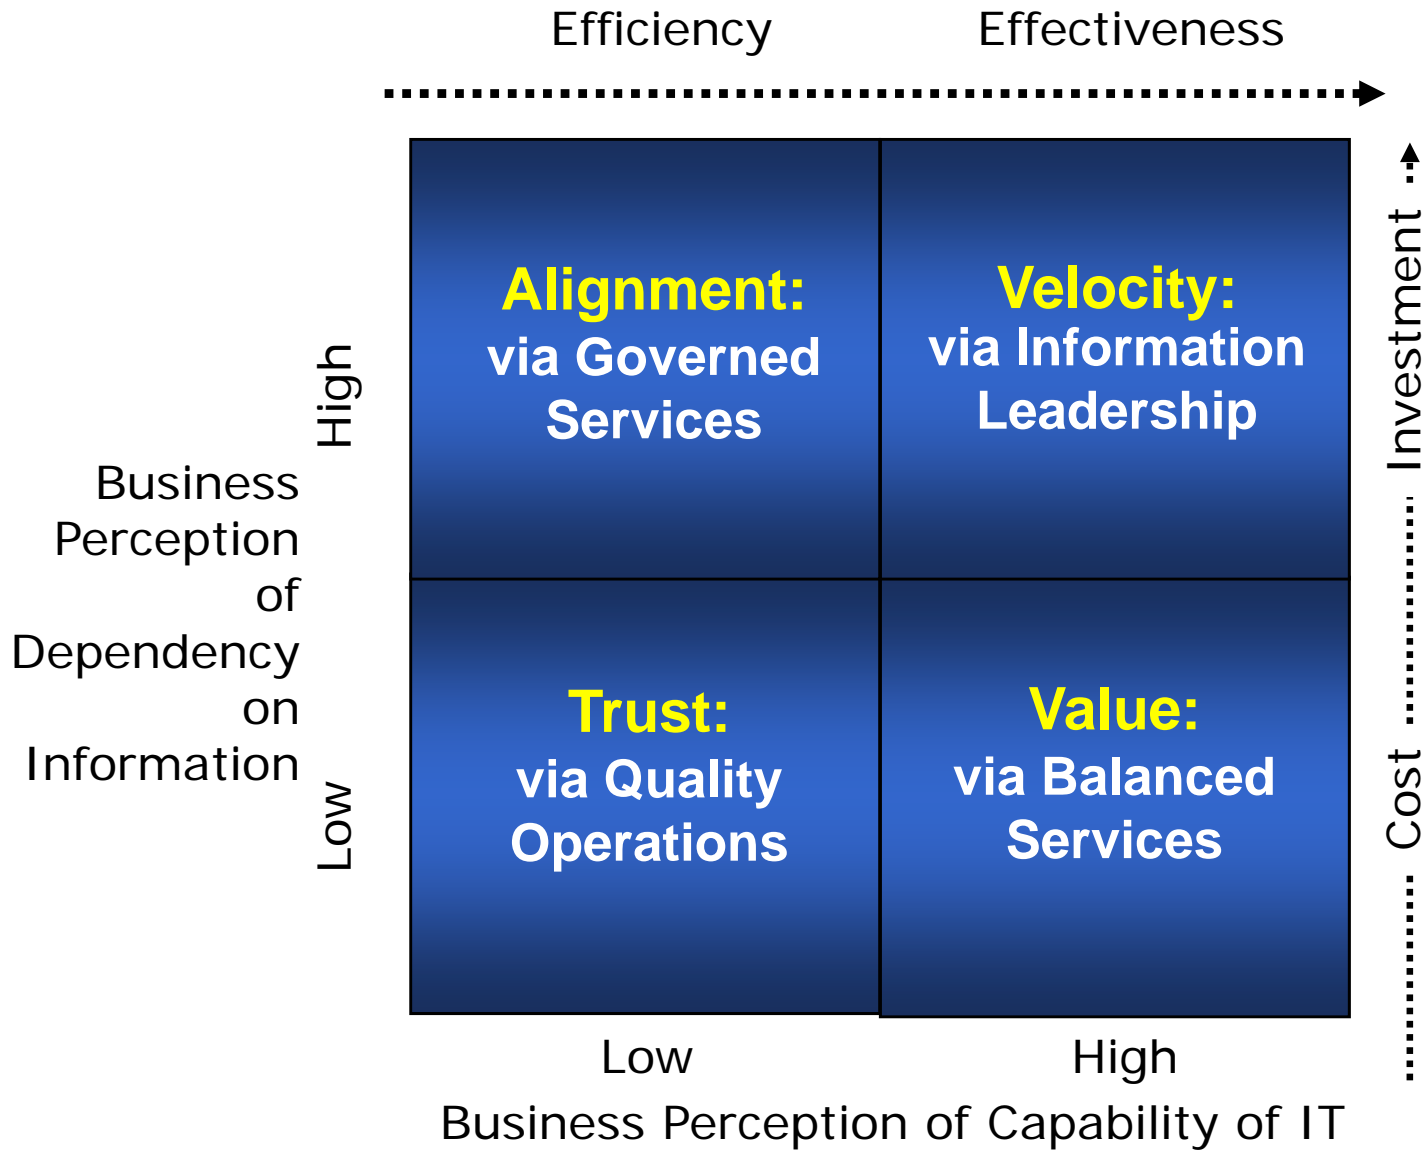 Efficiency
Effectiveness
Alignment:
via Governed
Services
Velocity:
via Information
Leadership
Investment
High
Business
Perception
of
Dependency
on
Information
Low
Trust:
via Quality
Operations
Value:
via Balanced
Services
Cost
Low
High
Business Perception of Capability of IT